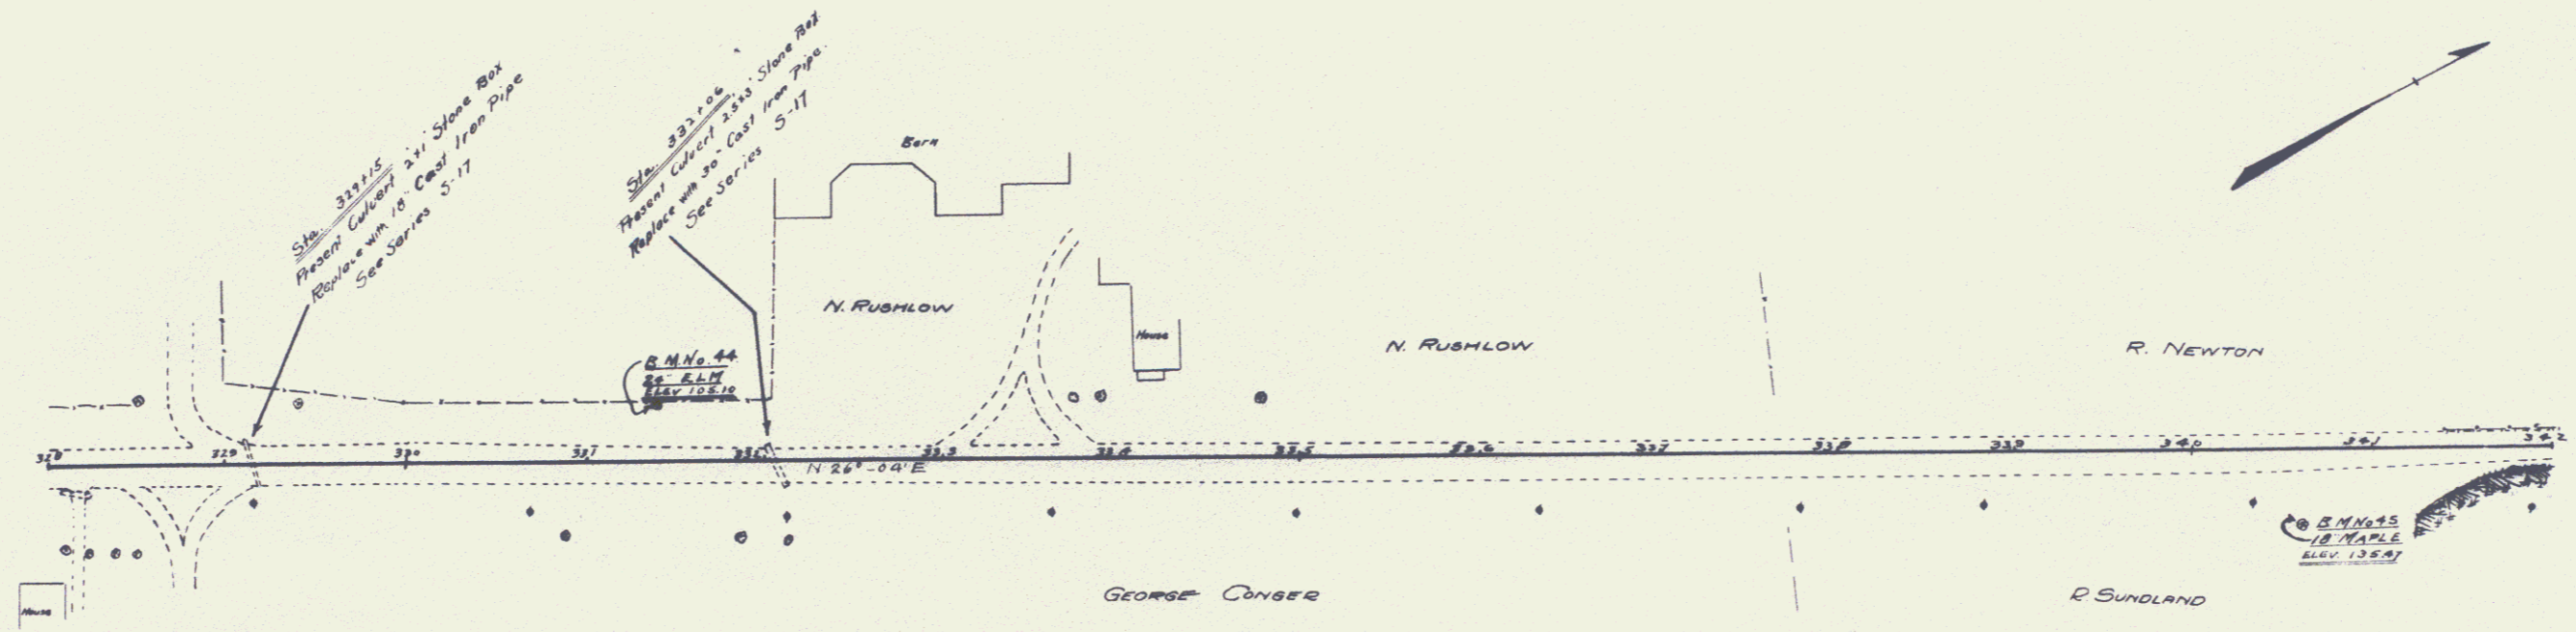 Sta. 329+15
Present Culvert 2x1 Stone Box
Replace with 18" Cast Iron Pipe
See Series S-17
Sta. 332+06
Present Culvert 2.5x3 Stone Box
Replace with 30" Cast Iron Pipe.
See Series S-17
Barn
N. RUSHLOW
House
N. RUSHLOW
R. NEWTON
B.M. No. 44
24" ELM
ELEV 105.10
328 329 330 331 332 333 334 335 336 337 338 339 340 341 342
N 26°-04' E
B M No 45
18" MAPLE
ELEV. 135.47
House
GEORGE CONGER
R. SUNDLAND